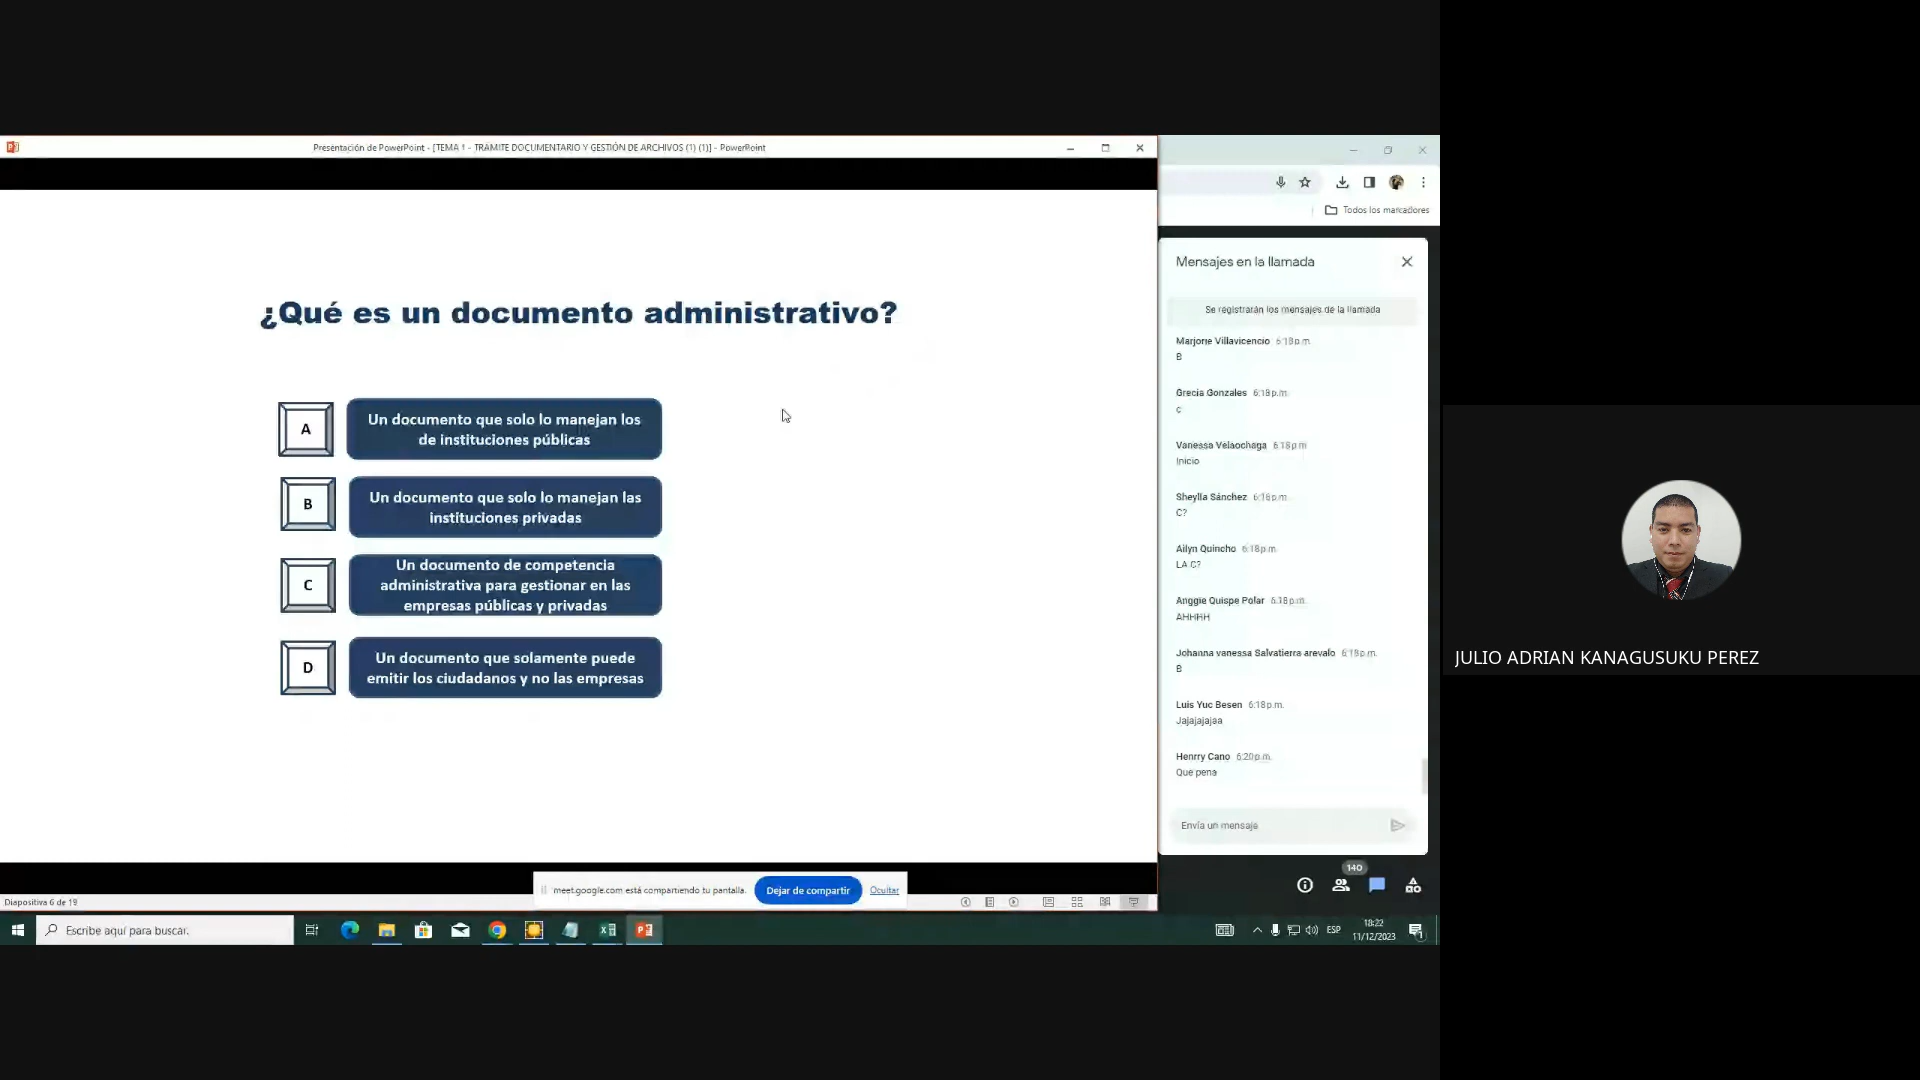 Presentación de PowerPoint - [TEMA 1 - TRÁMITE DOCUMENTARIO Y GESTIÓN DE ARCHIVOS (1) (1)] - PowerPoint
Todos los marcadores
¿Qué es un documento administrativo?
A
Un documento que solo lo manejan los
de instituciones públicas
B
Un documento que solo lo manejan las
instituciones privadas
C
Un documento de competencia
administrativa para gestionar en las
empresas públicas y privadas
D
Un documento que solamente puede
emitir los ciudadanos y no las empresas
Mensajes en la llamada
Se registrarán los mensajes de la llamada
Marjorie Villavicencio 6:18 p.m.
B
Grecia Gonzales 6:18 p.m.
c
Vanessa Velaochaga 6:18 p.m.
Inicio
Sheylla Sánchez 6:18 p.m.
C?
Ailyn Quincho 6:18 p.m.
LA C?
Anggie Quispe Polar 6:18 p.m.
AHHHH
Johanna vanessa Salvatierra arevalo 6:18 p.m.
B
Luis Yuc Besen 6:18 p.m.
Jajajajajaa
Henrry Cano 6:20 p.m.
Que pena
Envía un mensaje
140
JULIO ADRIAN KANAGUSUKU PEREZ
meet.google.com está compartiendo tu pantalla.
Dejar de compartir
Ocultar
Diapositiva 6 de 19
Escribe aquí para buscar.
ESP
18:22
11/12/2023